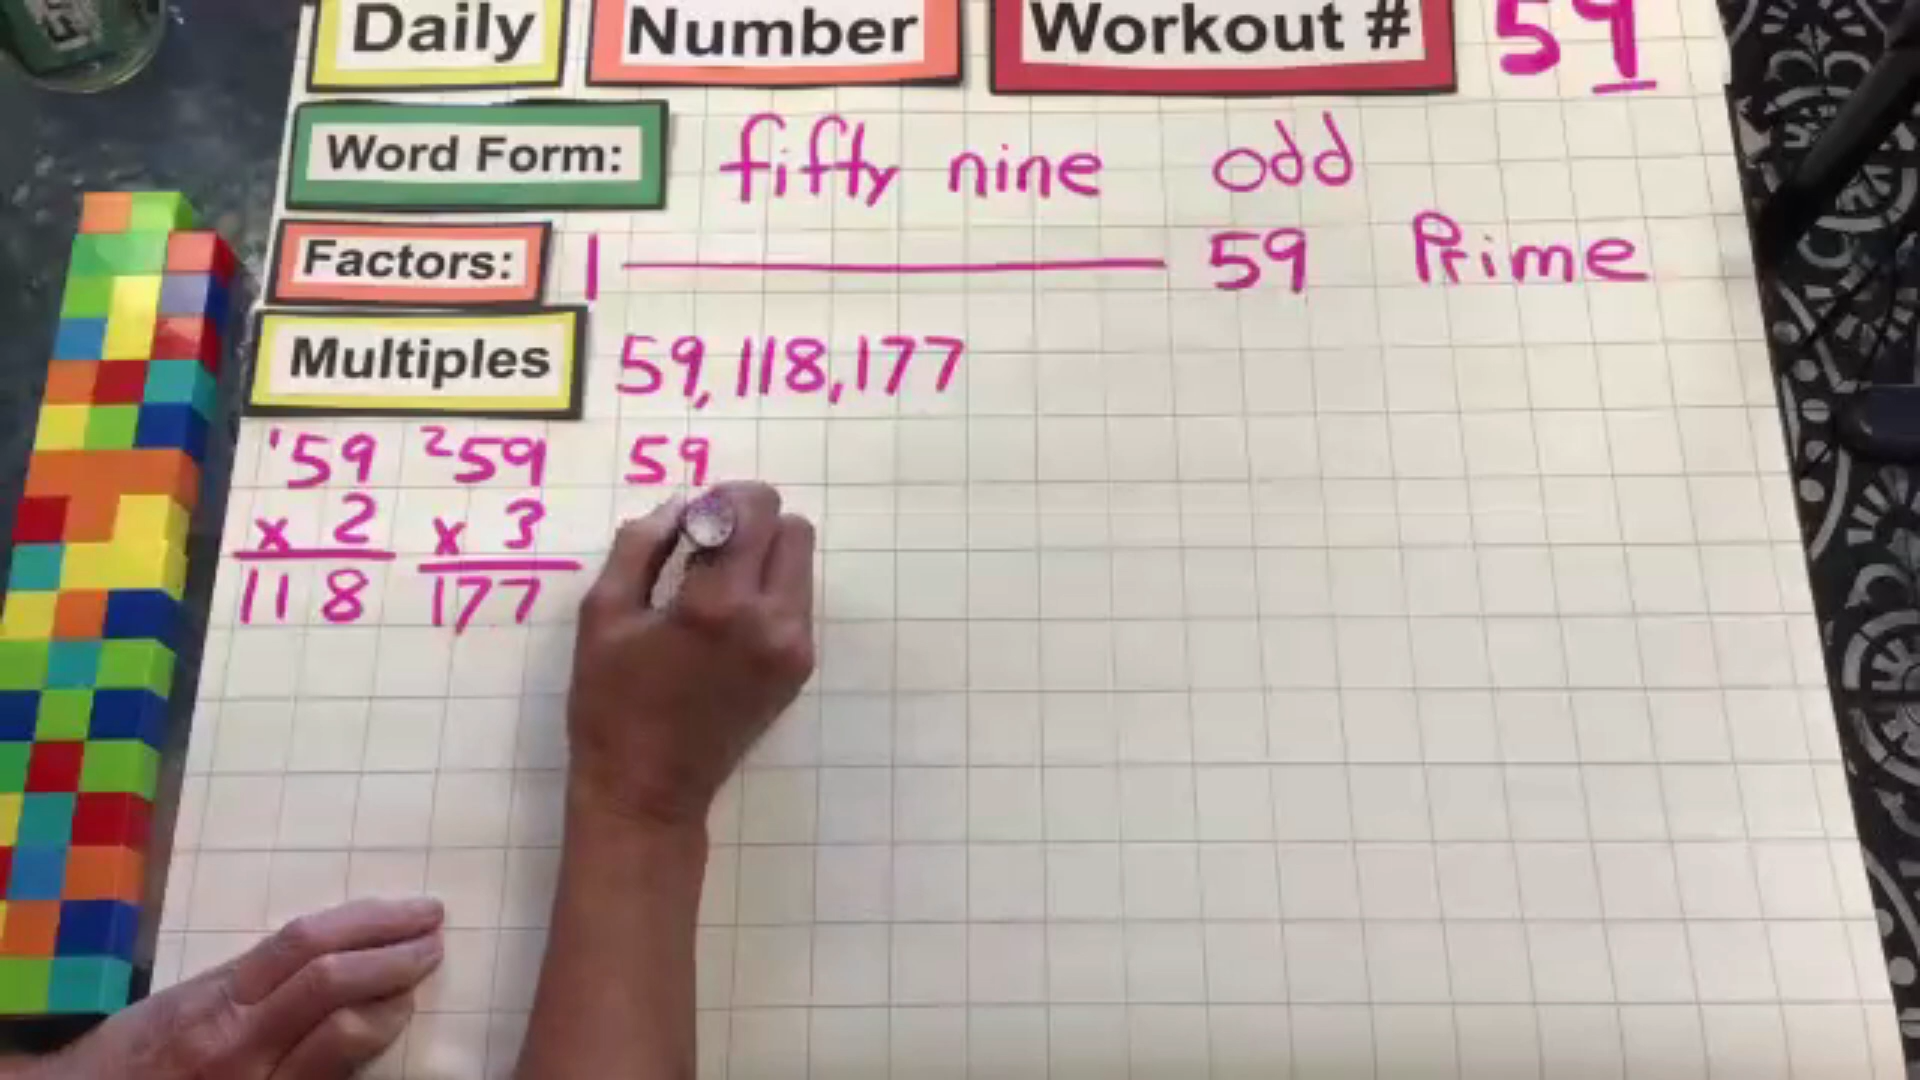 Daily Number Workout # 59
Word Form: fifty nine odd
Factors: 1 59 Prime
Multiples 59, 118, 177
1 59 2 59 59
x 2 x 3
118 177